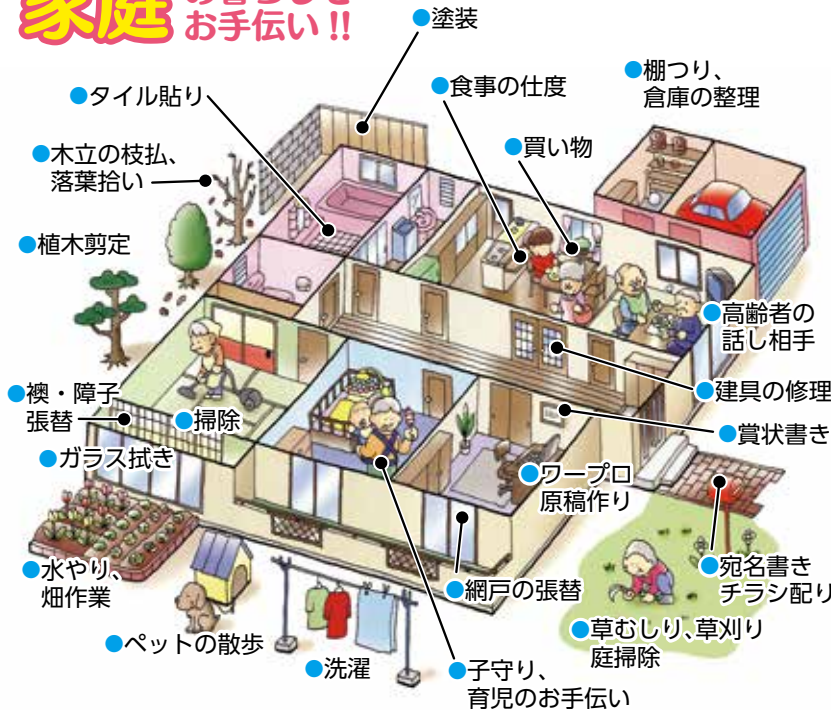 家庭
の暮らしを
お手伝い!!
●塗装
●タイル貼り
●食事の仕度
●棚つり、
倉庫の整理
●木立の枝払、
落葉拾い
●買い物
●植木剪定
●高齢者の
話し相手
●襖・障子
張替
●掃除
●建具の修理
●賞状書き
●ガラス拭き
●ワープロ
原稿作り
●水やり、
畑作業
●網戸の張替
●宛名書き
チラシ配り
●ペットの散歩
●草むしり、草刈り
庭掃除
●洗濯
●子守り、
育児のお手伝い